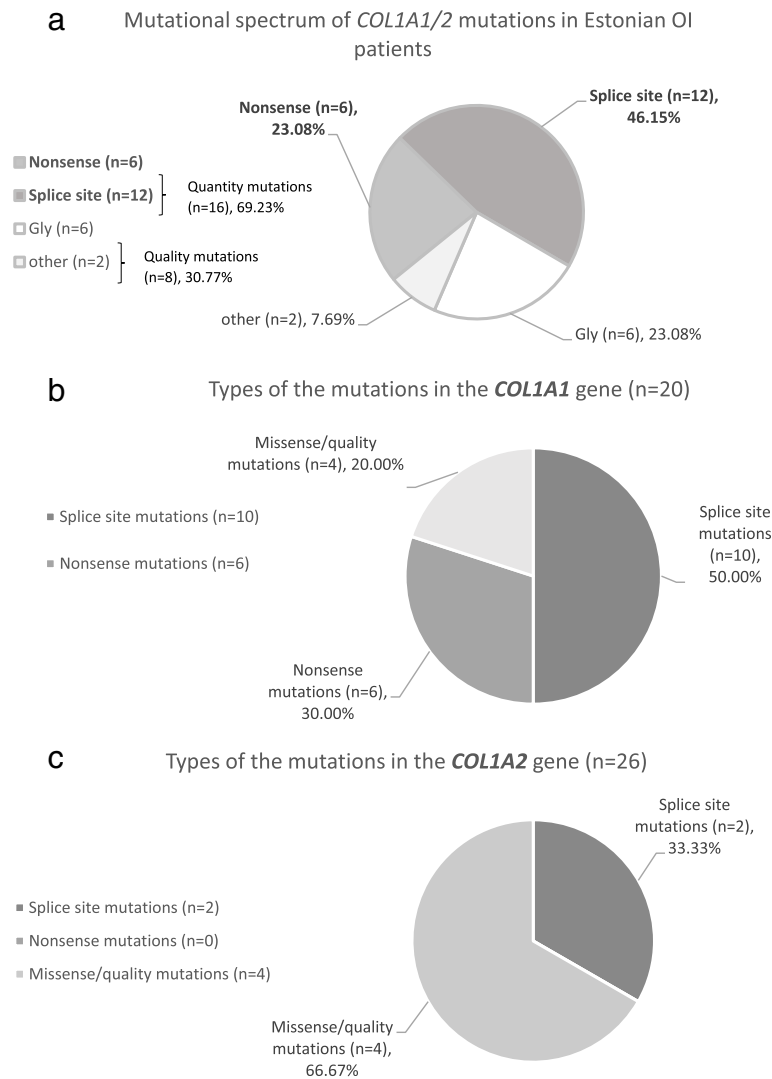 a
Mutational spectrum of COL1A1/2 mutations in Estonian OI
patients
Nonsense (n=6),
23.08%
Splice site (n=12),
46.15%
Nonsense (n=6)
Splice site (n=12)
Gly (n=6)
other (n=2)
Quantity mutations
(n=16), 69.23%
Quality mutations
(n=8), 30.77%
other (n=2), 7.69%
Gly (n=6), 23.08%
b
Types of the mutations in the COL1A1 gene (n=20)
Missense/quality
mutations (n=4), 20.00%
Splice site mutations (n=10)
Nonsense mutations (n=6)
Splice site
mutations
(n=10),
50.00%
Nonsense
mutations (n=6),
30.00%
c
Types of the mutations in the COL1A2 gene (n=26)
Splice site
mutations (n=2),
33.33%
Splice site mutations (n=2)
Nonsense mutations (n=0)
Missense/quality mutations (n=4)
Missense/quality
mutations (n=4),
66.67%